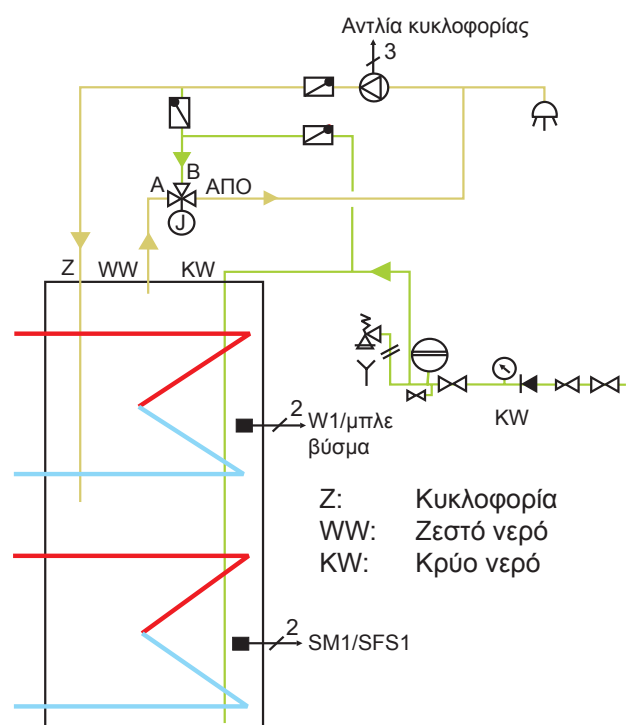 Αντλία κυκλοφορίας
3
B
A
ΑΠΟ
J
Z
WW
KW
KW
2
W1/μπλε
βύσμα
Z: Κυκλοφορία
WW: Ζεστό νερό
KW: Κρύο νερό
2
SM1/SFS1